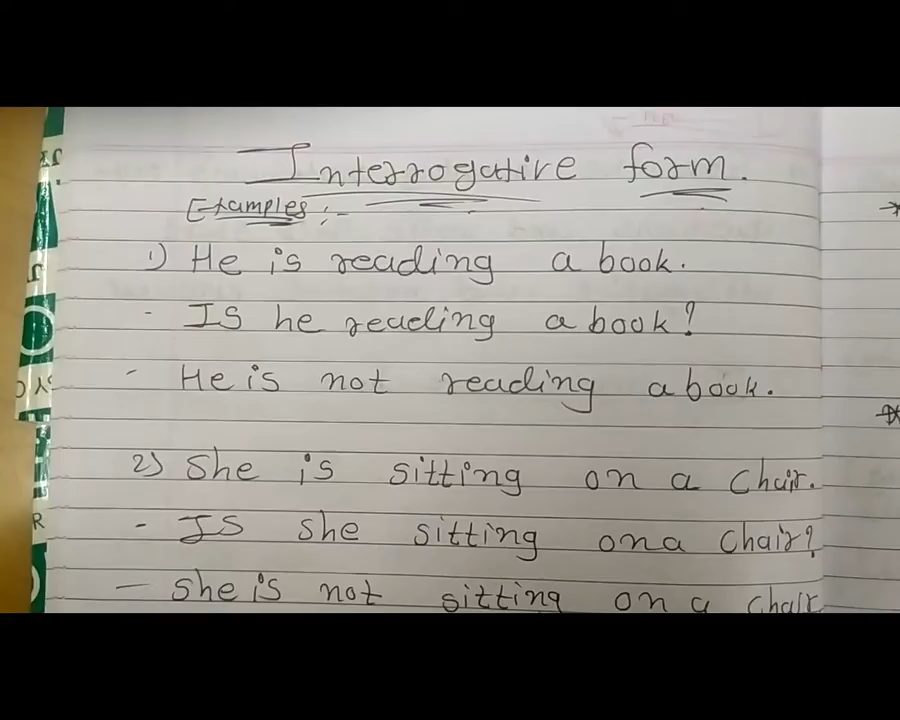 Interrogative form.
Examples :-
1) He is reading a book.
- Is he reading a book?
- He is not reading a book.
2) She is sitting on a chair.
- Is she sitting on a chair?
- She is not sitting on a chair